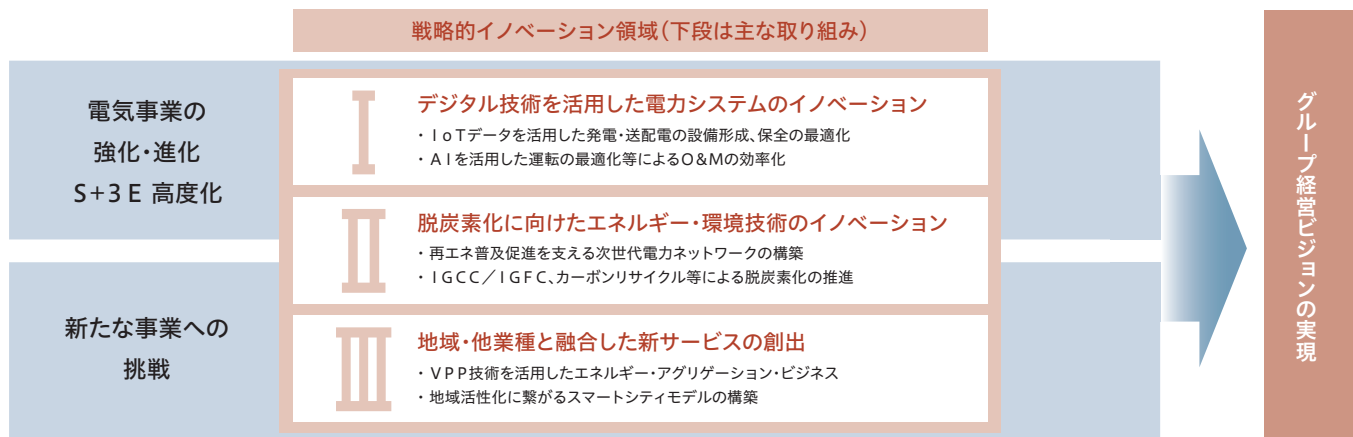 戦略的イノベーション領域(下段は主な取り組み)
電気事業の
強化・進化
S+3E 高度化
新たな事業への
挑戦
I
デジタル技術を活用した電力システムのイノベーション
・IoTデータを活用した発電・送配電の設備形成、保全の最適化
・AIを活用した運転の最適化等によるO&Mの効率化
II
脱炭素化に向けたエネルギー・環境技術のイノベーション
・再エネ普及促進を支える次世代電力ネットワークの構築
・IGCC/IGFC、カーボンリサイクル等による脱炭素化の推進
III
地域・他業種と融合した新サービスの創出
・VPP技術を活用したエネルギー・アグリゲーション・ビジネス
・地域活性化に繋がるスマートシティモデルの構築
グループ経営ビジョンの実現